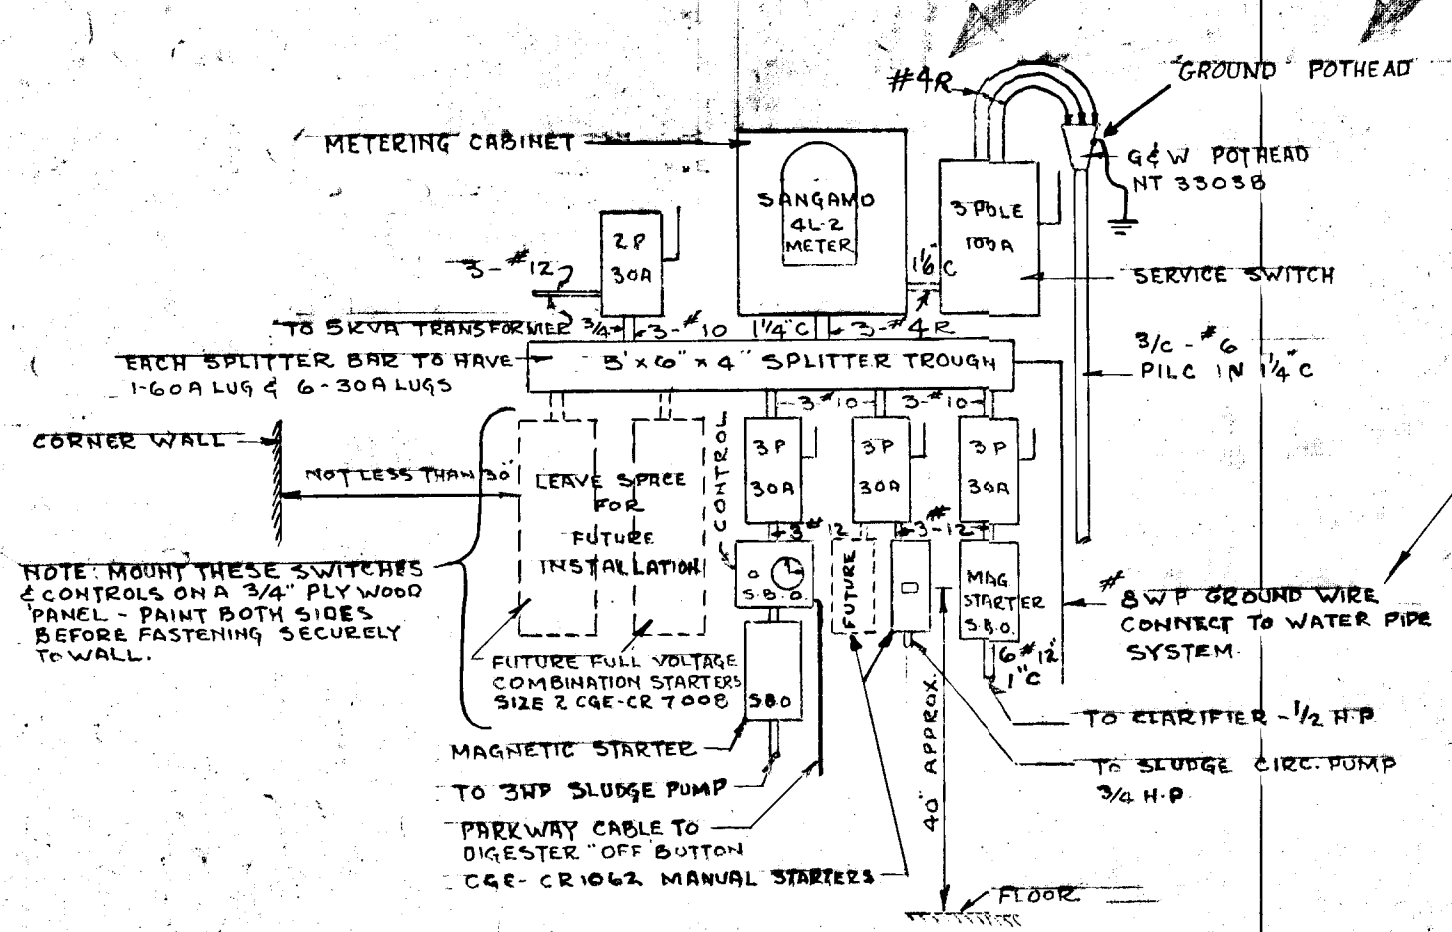 #4R
"GROUND" POTHEAD
METERING CABINET
G&W POTHEAD
NT 3303B
SANGAMO
4L-2
METER
3 POLE
100A
2P
30A
3-#12
C
SERVICE SWITCH
TO 5KVA TRANSFORMER
3/4
3-#10
1¼"C
3-#4R
3/C-#6
PILC IN 1¼"C
EACH SPLITTER BAR TO HAVE
1-60A LUG & 6-30A LUGS
5'x6"x4" SPLITTER TROUGH
3-#10
3-#10
CORNER WALL
NOT LESS THAN 30"
LEAVE SPACE
FOR
FUTURE
INSTALLATION
CONTROL
3P
30A
3P
30A
3P
30A
3#12
3-#12
NOTE: MOUNT THESE SWITCHES
& CONTROLS ON A 3/4" PLYWOOD
PANEL - PAINT BOTH SIDES
BEFORE FASTENING SECURELY
TO WALL.
S.B.O.
FUTURE
MAG
STARTER
S.B.O.
#8WP GROUND WIRE
CONNECT TO WATER PIPE
SYSTEM.
6#12
1"C
FUTURE FULL VOLTAGE
COMBINATION STARTERS
SIZE 2 CGE-CR 7008
S.B.O
MAGNETIC STARTER
40" APPROX.
TO CLARIFIER - 1/2 H.P.
TO SLUDGE CIRC. PUMP
3/4 H.P.
TO 3HP SLUDGE PUMP
PARKWAY CABLE TO
DIGESTER "OFF" BUTTON
CGE-CR1062 MANUAL STARTERS
FLOOR